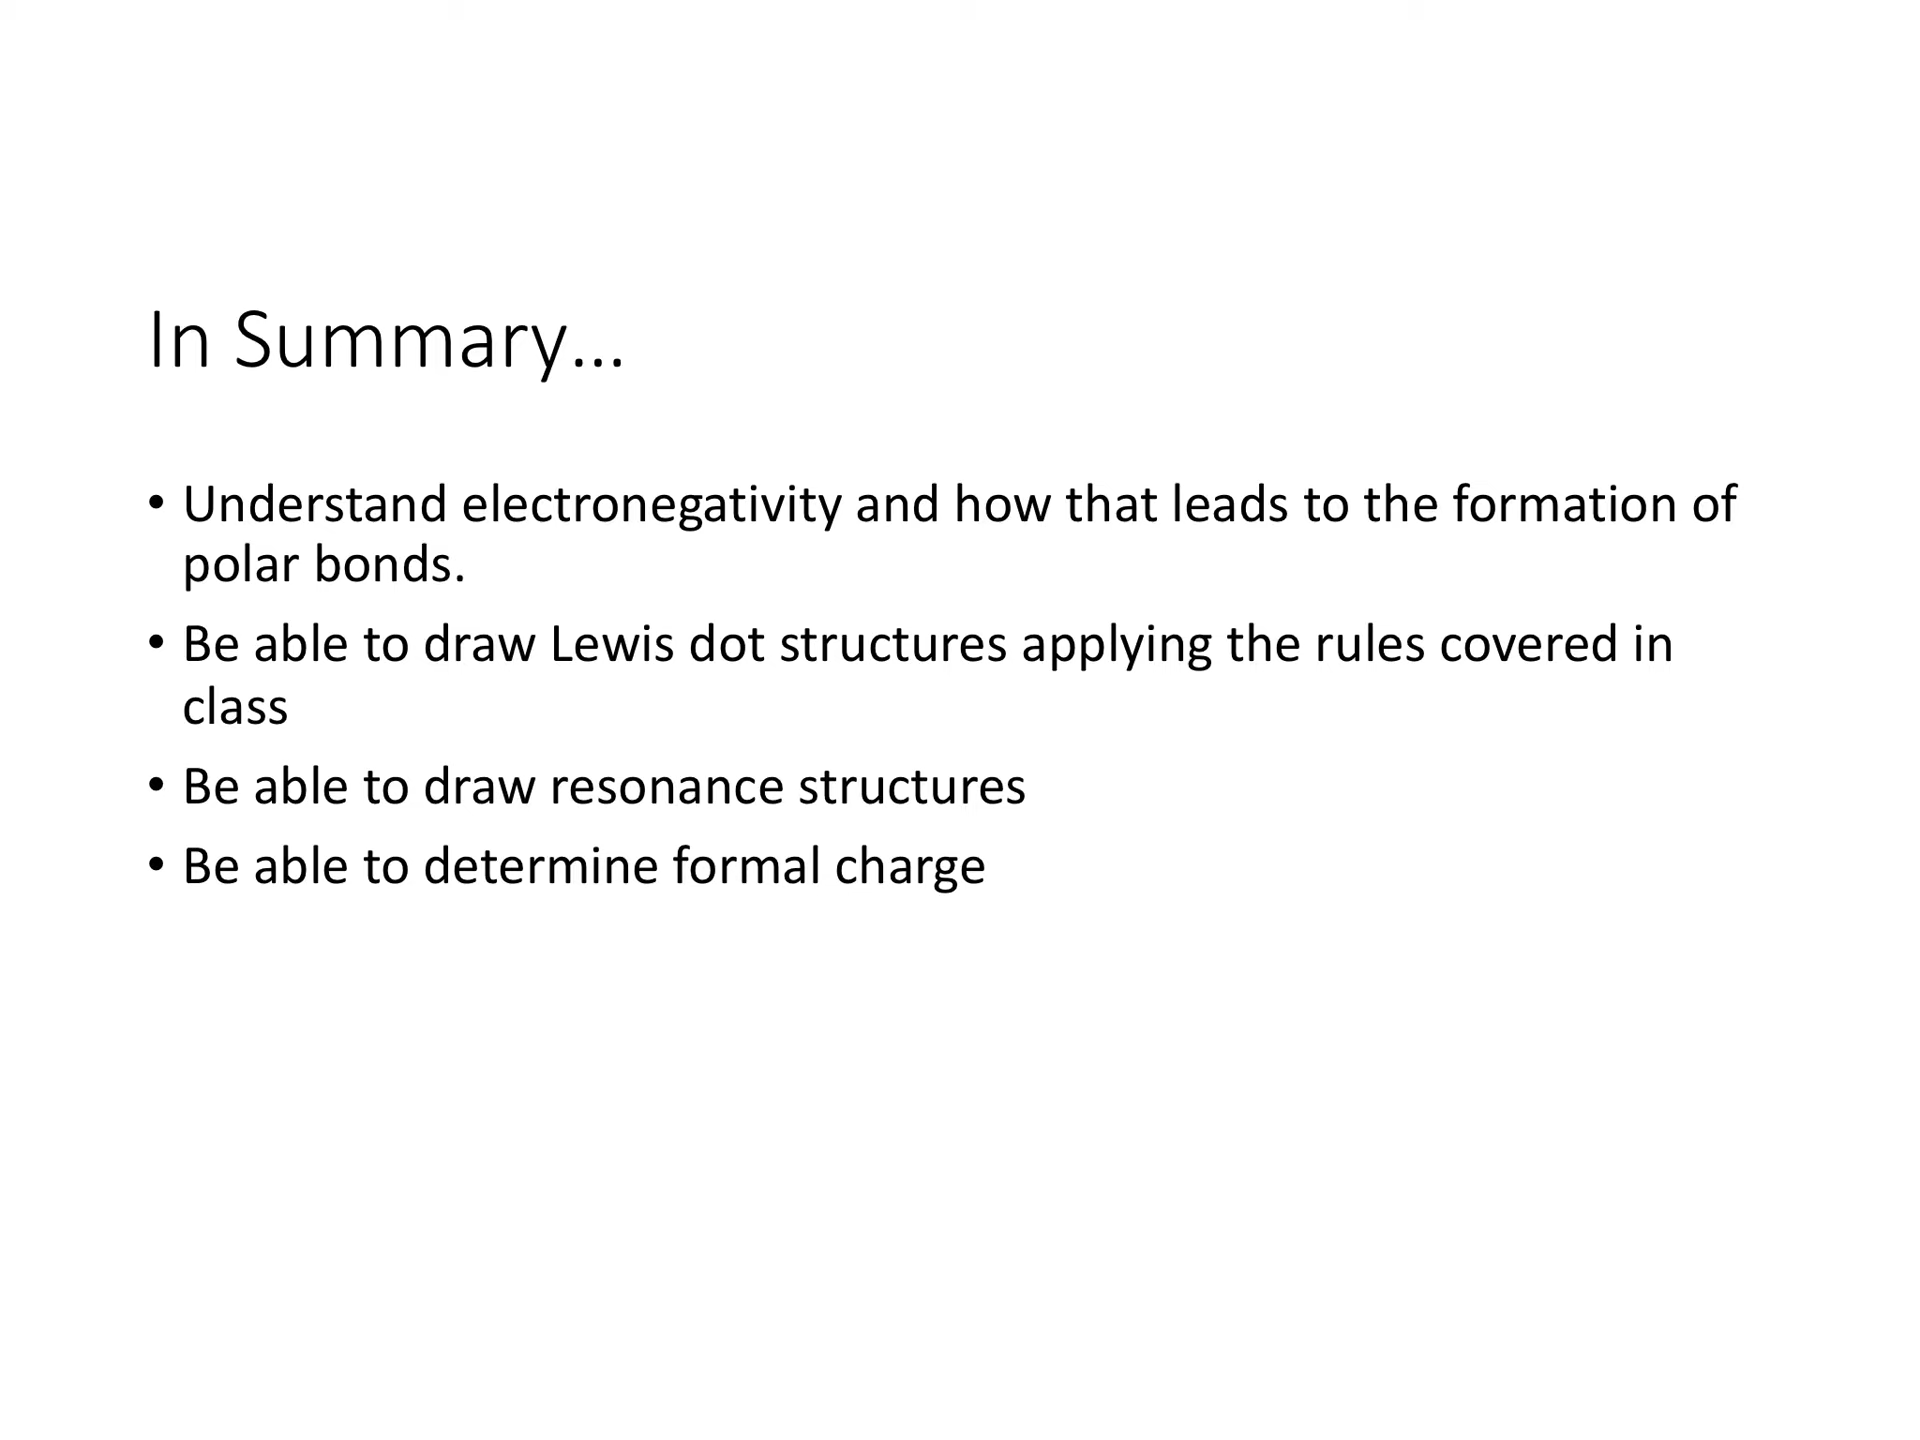 In Summary...
• Understand electronegativity and how that leads to the formation of
polar bonds.
• Be able to draw Lewis dot structures applying the rules covered in
class
• Be able to draw resonance structures
• Be able to determine formal charge